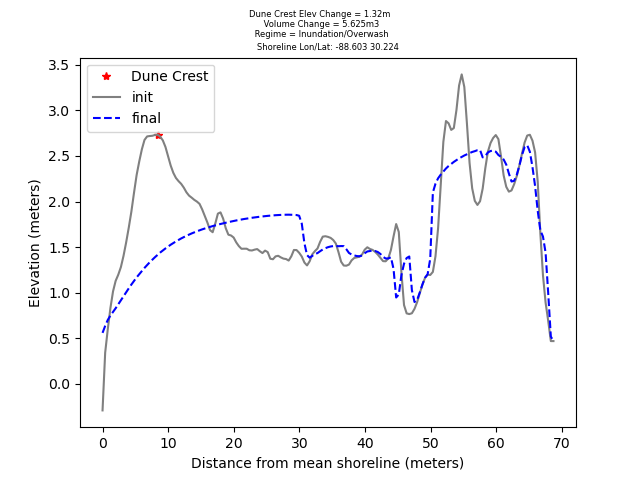 Dune Crest Elev Change = 1.32m
Volume Change = 5.625m3
Regime = Inundation/Overwash
Shoreline Lon/Lat: -88.603 30.224
Dune Crest
init
final
3.5
3.0
2.5
2.0
1.5
1.0
0.5
0.0
Elevation (meters)
0 10 20 30 40 50 60 70
Distance from mean shoreline (meters)